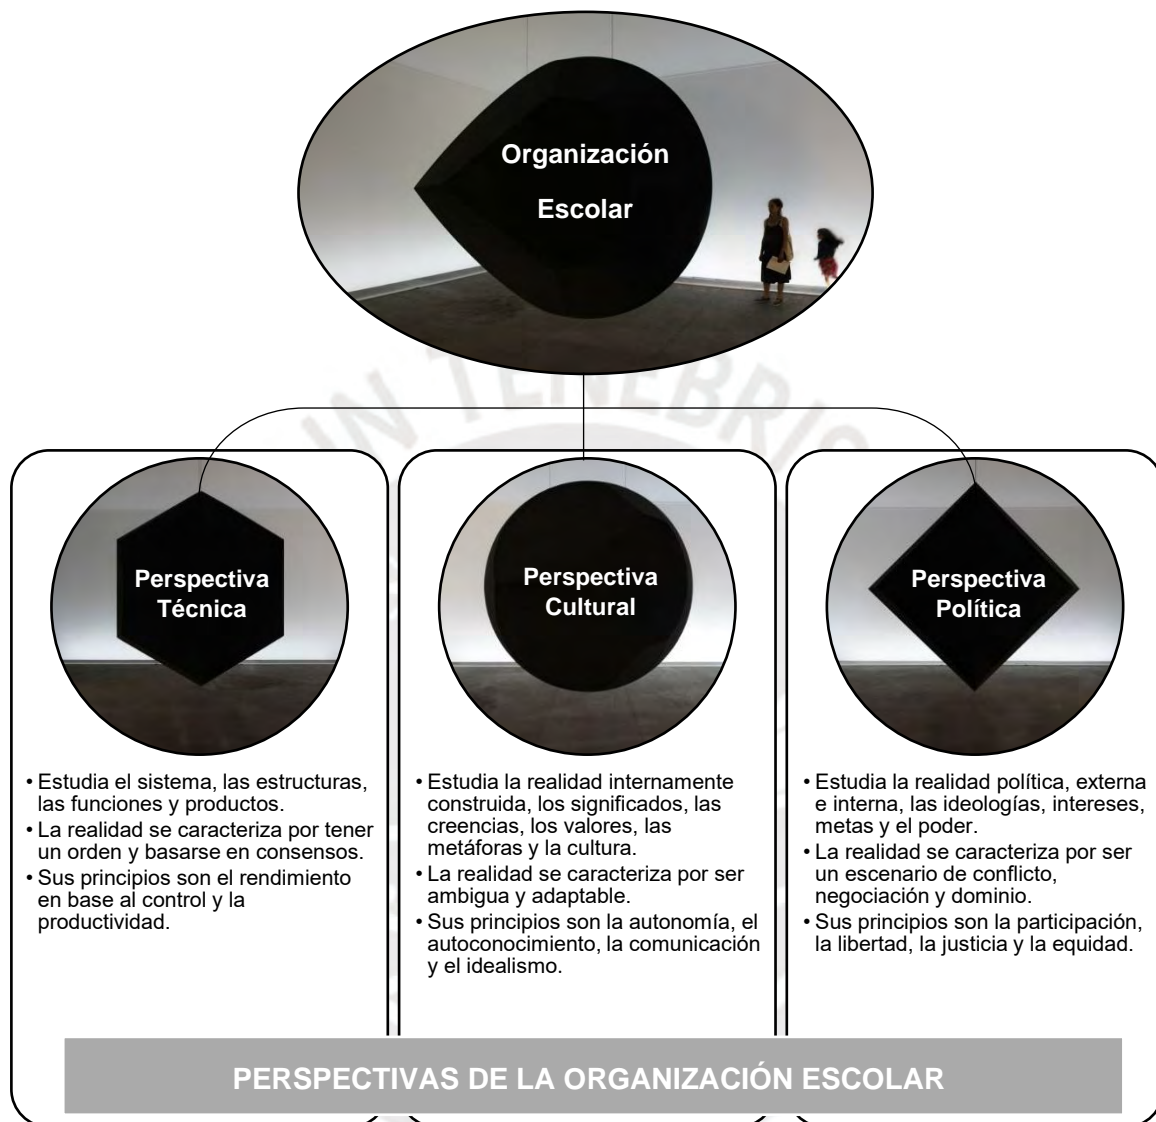 Organización
Escolar
IN TENEBRIS
Perspectiva
Técnica
• Estudia el sistema, las estructuras,
las funciones y productos.
• La realidad se caracteriza por tener
un orden y basarse en consensos.
• Sus principios son el rendimiento
en base al control y la
productividad.
Perspectiva
Cultural
• Estudia la realidad internamente
construida, los significados, las
creencias, los valores, las
metáforas y la cultura.
• La realidad se caracteriza por ser
ambigua y adaptable.
• Sus principios son la autonomía, el
autoconocimiento, la comunicación
y el idealismo.
Perspectiva
Política
• Estudia la realidad política, externa
e interna, las ideologías, intereses,
metas y el poder.
• La realidad se caracteriza por ser
un escenario de conflicto,
negociación y dominio.
• Sus principios son la participación,
la libertad, la justicia y la equidad.
PERSPECTIVAS DE LA ORGANIZACIÓN ESCOLAR